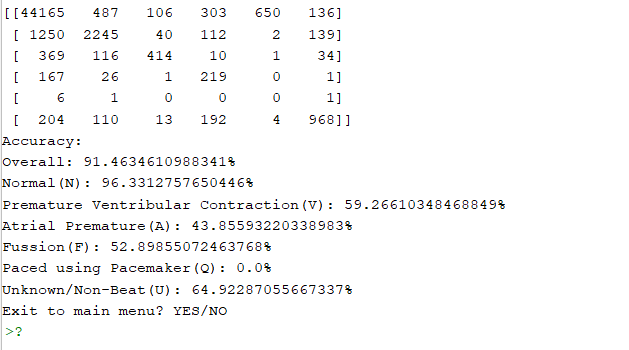 [[44165 487 106 303 650 136]
[ 1250 2245 40 112 2 139]
[ 369 116 414 10 1 34]
[ 167 26 1 219 0 1]
[ 6 1 0 0 0 1]
[ 204 110 13 192 4 968]]
Accuracy:
Overall: 91.4634610988341%
Normal(N): 96.3312757650446%
Premature Ventribular Contraction(V): 59.26610348468849%
Atrial Premature(A): 43.85593220338983%
Fussion(F): 52.89855072463768%
Paced using Pacemaker(Q): 0.0%
Unknown/Non-Beat(U): 64.92287055667337%
Exit to main menu? YES/NO
>?